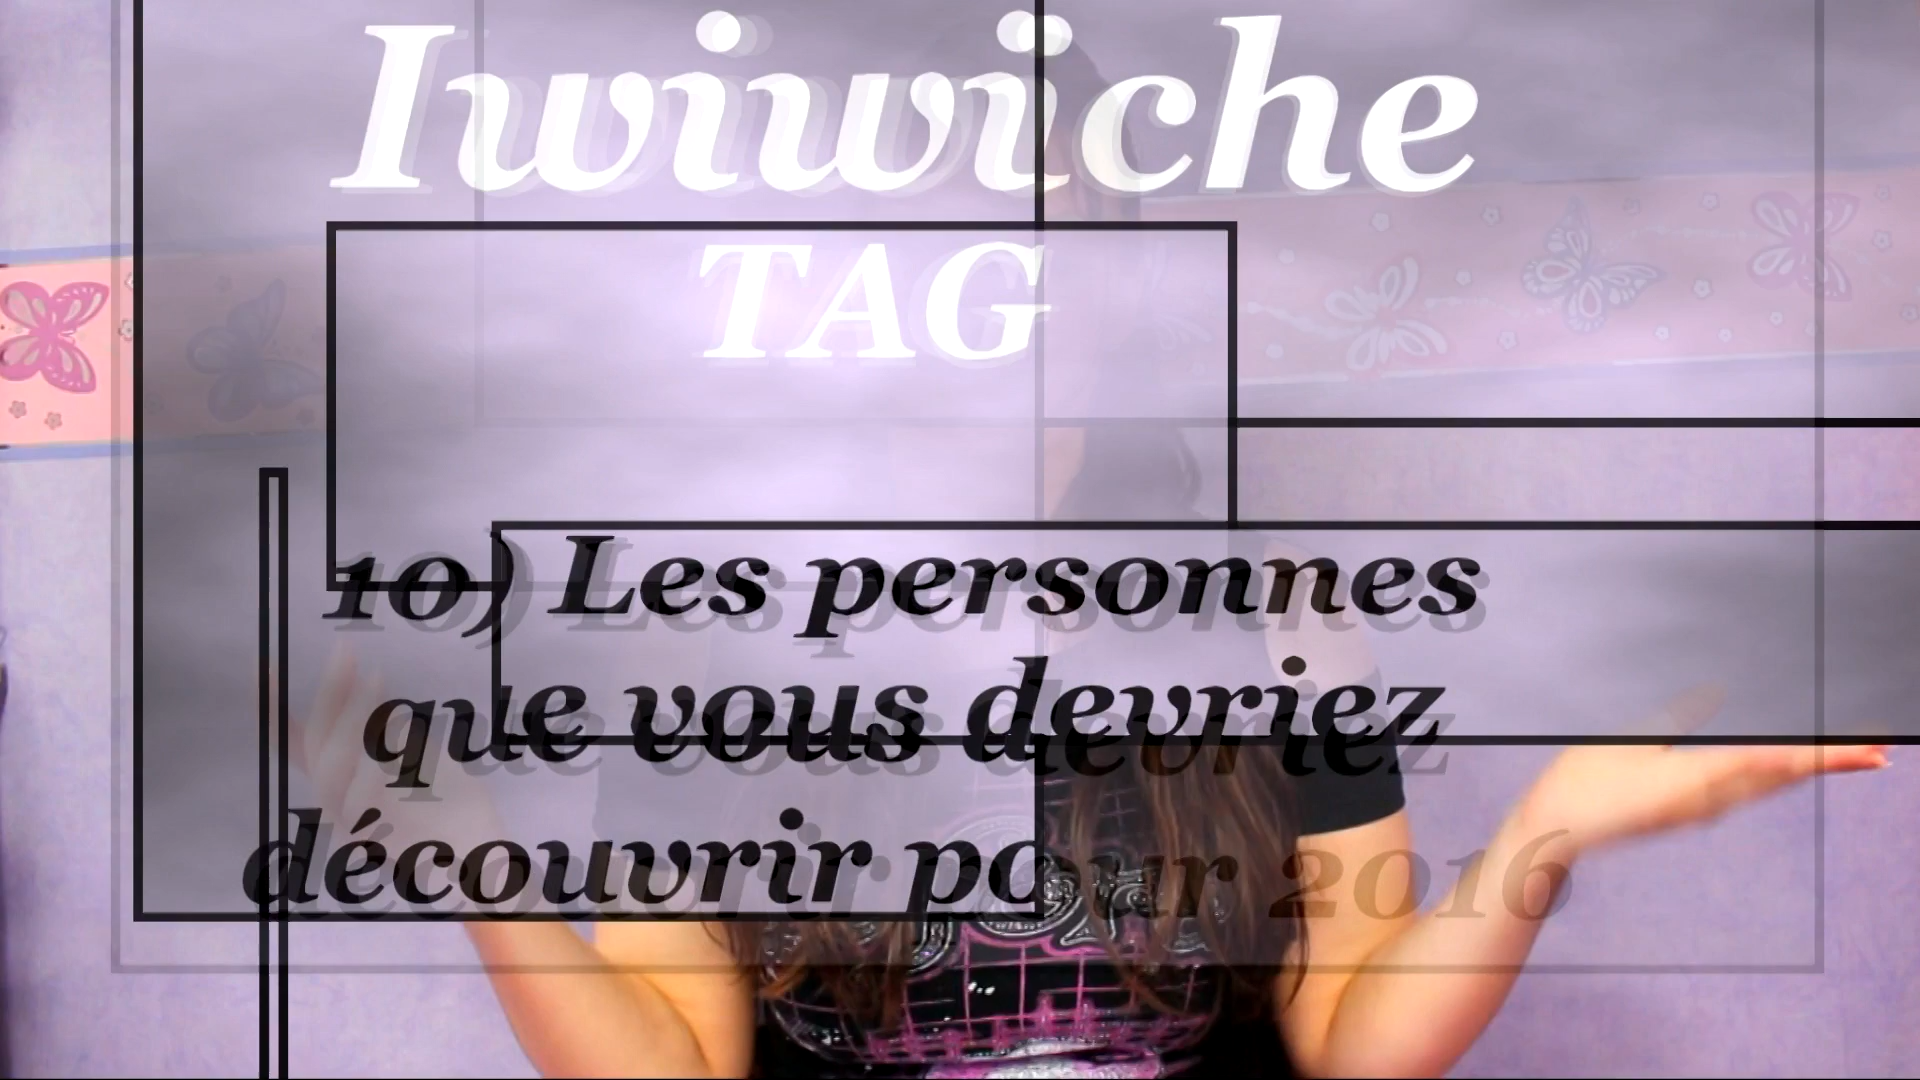 Iwiwiche
TAG
10) Les personnes
que vous devriez
découvrir pour 2016